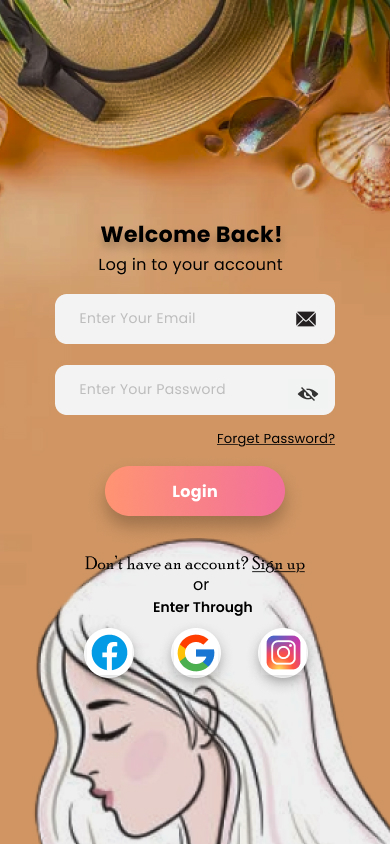 Welcome Back!
Log in to your account
Enter Your Email
Enter Your Password
Forget Password?
Login
Don't have an account? Sign up
or
Enter Through